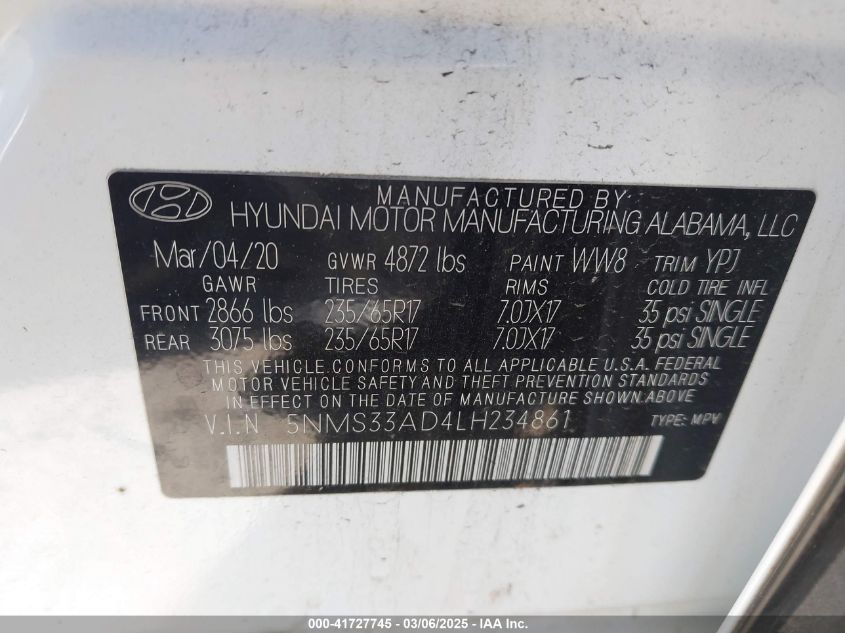 MANUFACTURED BY
HYUNDAI MOTOR MANUFACTURING ALABAMA, LLC
Mar/04/20 GVWR 4872 lbs PAINT WW8 TRIM YPJ
GAWR TIRES RIMS COLD TIRE INFL
FRONT 2866 lbs 235/65R17 7.0JX17 35 psi SINGLE
REAR 3075 lbs 235/65R17 7.0JX17 35 psi SINGLE
THIS VEHICLE CONFORMS TO ALL APPLICABLE U.S.A. FEDERAL
MOTOR VEHICLE SAFETY AND THEFT PREVENTION STANDARDS
IN EFFECT ON THE DATE OF MANUFACTURE SHOWN ABOVE.
V.I.N 5NMS33AD4LH234861 TYPE: MPV
000-41727745 - 03/06/2025 - IAA Inc.